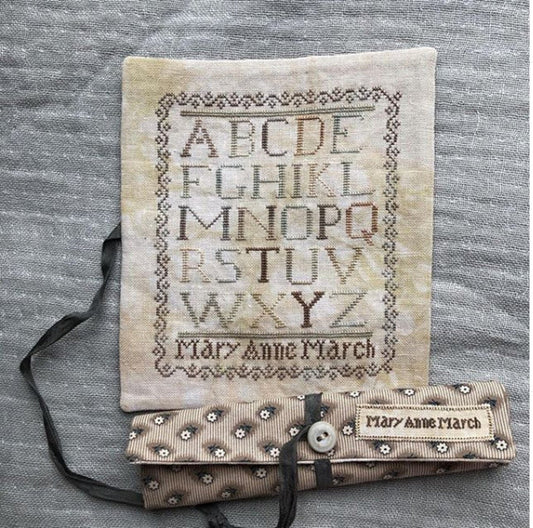 ABCDE
FGHIKL
MNOPQ
RSTUV
WXYZ
Mary Anne March
Mary Anne March